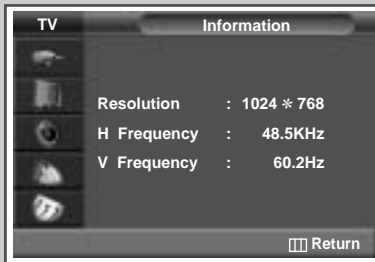 TV Information
Resolution : 1024 * 768
H Frequency : 48.5KHz
V Frequency : 60.2Hz
Return